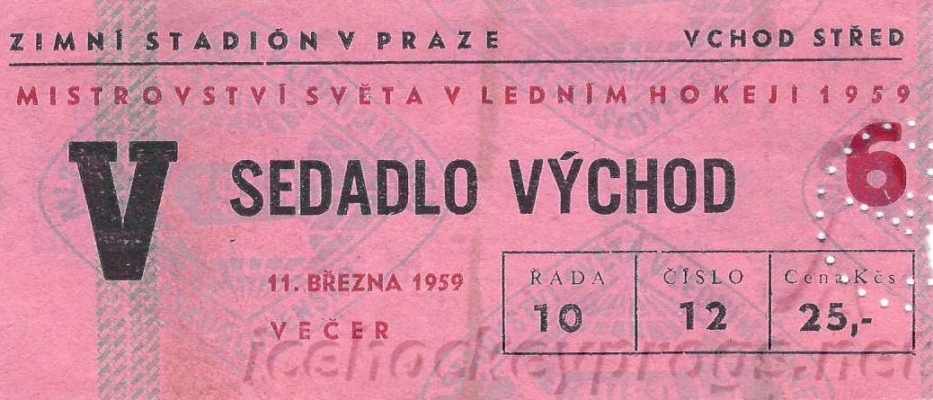 ZIMNÍ STADIÓN V PRAZE VCHOD STŘED
MISTROVSTVÍ SVĚTA V LEDNÍM HOKEJI 1959
V SEDADLO VÝCHOD 6
11. BŘEZNA 1959
VEČER
ŘADA ČÍSLO Cena Kčs
10 12 25,-
icehockeyprogs.net